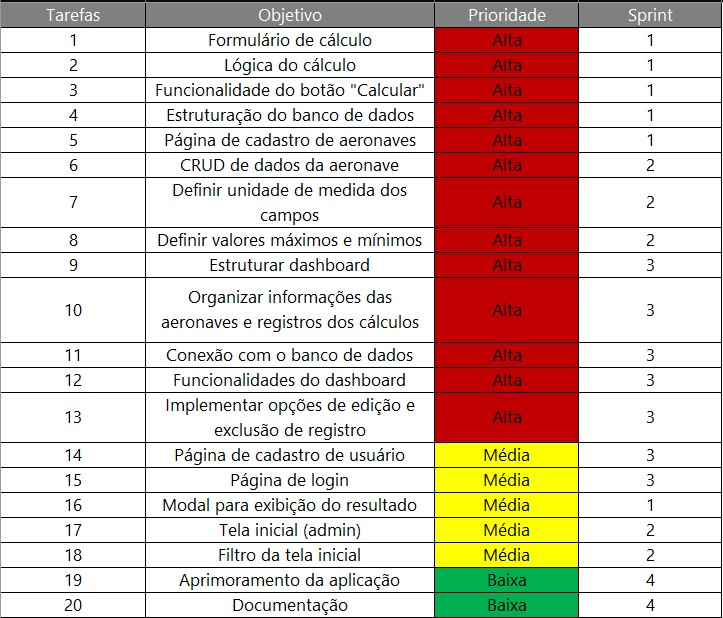 Tarefas Objetivo Prioridade Sprint
1 Formulário de cálculo Alta 1
2 Lógica do cálculo Alta 1
3 Funcionalidade do botão "Calcular" Alta 1
4 Estruturação do banco de dados Alta 1
5 Página de cadastro de aeronaves Alta 1
6 CRUD de dados da aeronave Alta 2
7 Definir unidade de medida dos
campos Alta 2
8 Definir valores máximos e mínimos Alta 2
9 Estruturar dashboard Alta 3
10 Organizar informações das
aeronaves e registros dos cálculos Alta 3
11 Conexão com o banco de dados Alta 3
12 Funcionalidades do dashboard Alta 3
13 Implementar opções de edição e
exclusão de registro Alta 3
14 Página de cadastro de usuário Média 3
15 Página de login Média 3
16 Modal para exibição do resultado Média 1
17 Tela inicial (admin) Média 2
18 Filtro da tela inicial Média 2
19 Aprimoramento da aplicação Baixa 4
20 Documentação Baixa 4